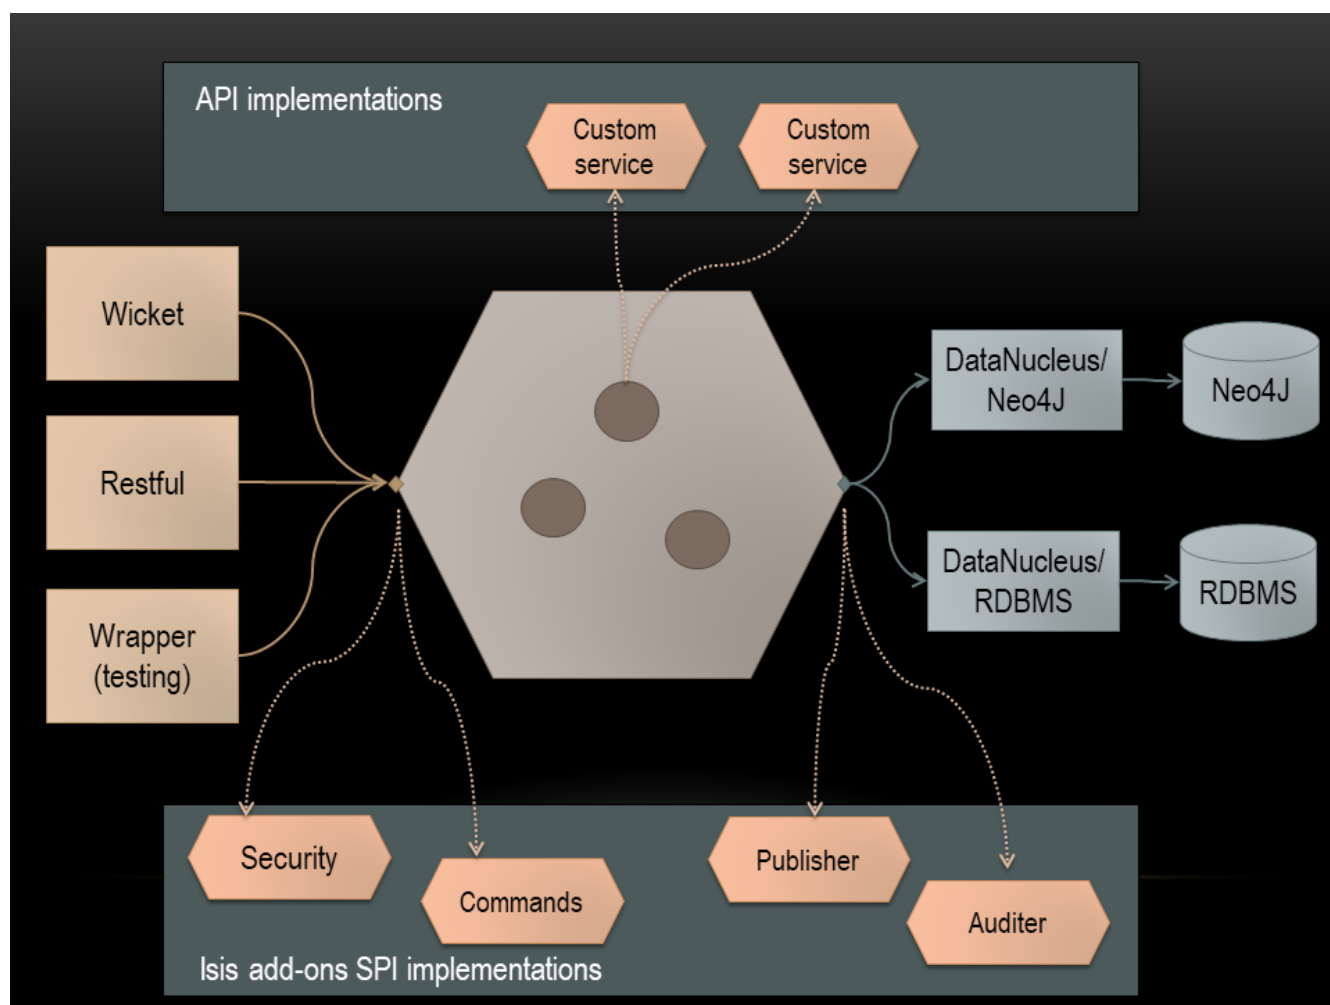 API implementations
Custom
service
Custom
service
Wicket
Restful
Wrapper
(testing)
DataNucleus/
Neo4J
Neo4J
DataNucleus/
RDBMS
RDBMS
Security
Commands
Publisher
Auditer
Isis add-ons SPI implementations